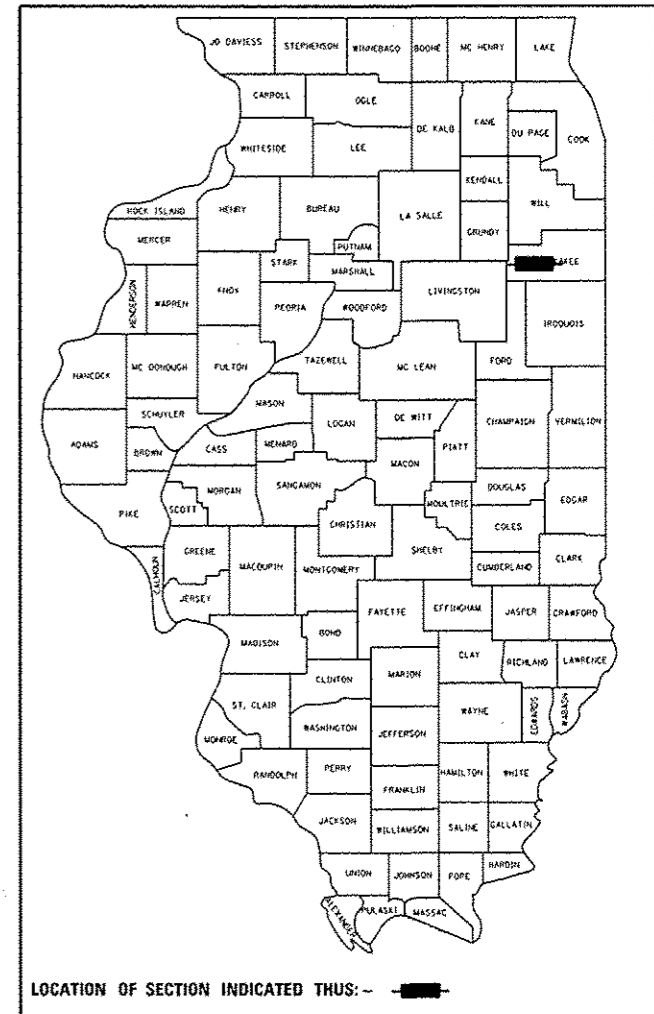 JO DAVIESS STEPHENSON WINNEBAGO BOONE MC HENRY LAKE
CARROLL OGLE DE KALB KANE DU PAGE COOK
WHITESIDE LEE KENDALL WILL
ROCK ISLAND HENRY BUREAU LA SALLE GRUNDY
MERCER PUTNAM
STARK MARSHALL KEE
HENDERSON WARREN KNOX PEORIA WOODFORD LIVINGSTON IROQUOIS
HANCOCK MC DONOUGH FULTON TAZEWELL MC LEAN FORD
SCHUYLER MASON LOGAN DE WITT CHAMPAIGN VERMILION
ADAMS BROWN CASS MENARD MACON PIATT
PIKE SCOTT MORGAN SANGAMON CHRISTIAN MOULTRIE DOUGLAS EDGAR
COLES
CALHOUN GREENE MACOUPIN MONTGOMERY SHELBY CUMBERLAND CLARK
JERSEY FAYETTE EFFINGHAM JASPER CRAWFORD
MADISON BOND
CLINTON MARION CLAY RICHLAND LAWRENCE
ST. CLAIR WASHINGTON JEFFERSON WAYNE EDWARDS WABASH
MONROE
RANDOLPH PERRY FRANKLIN HAMILTON WHITE
JACKSON WILLIAMSON SALINE GALLATIN
UNION JOHNSON POPE HARDIN
ALEXANDER PULASKI MASSAC
LOCATION OF SECTION INDICATED THUS: -